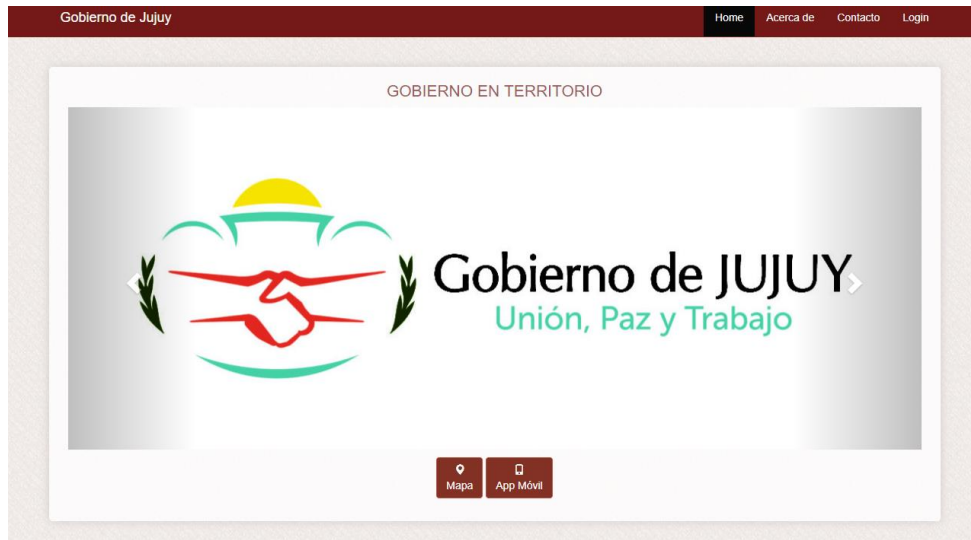 Gobierno de Jujuy
Home Acerca de Contacto Login
GOBIERNO EN TERRITORIO
Gobierno de JUJUY
Unión, Paz y Trabajo
Mapa
App Móvil